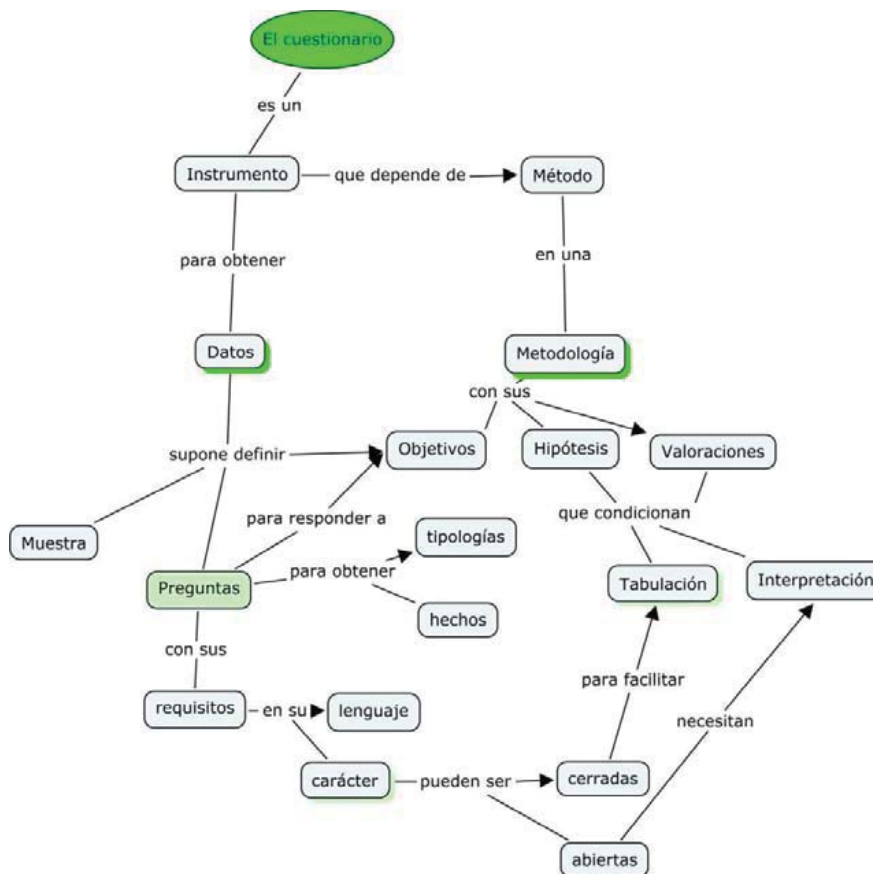 El cuestionario
es un
Instrumento
que depende de
Método
para obtener
en una
Datos
Metodología
con sus
supone definir
Objetivos
Hipótesis
Valoraciones
Muestra
para responder a
que condicionan
tipologías
Preguntas
para obtener
Tabulación
Interpretación
hechos
con sus
requisitos
en su
lenguaje
para facilitar
necesitan
carácter
pueden ser
cerradas
abiertas